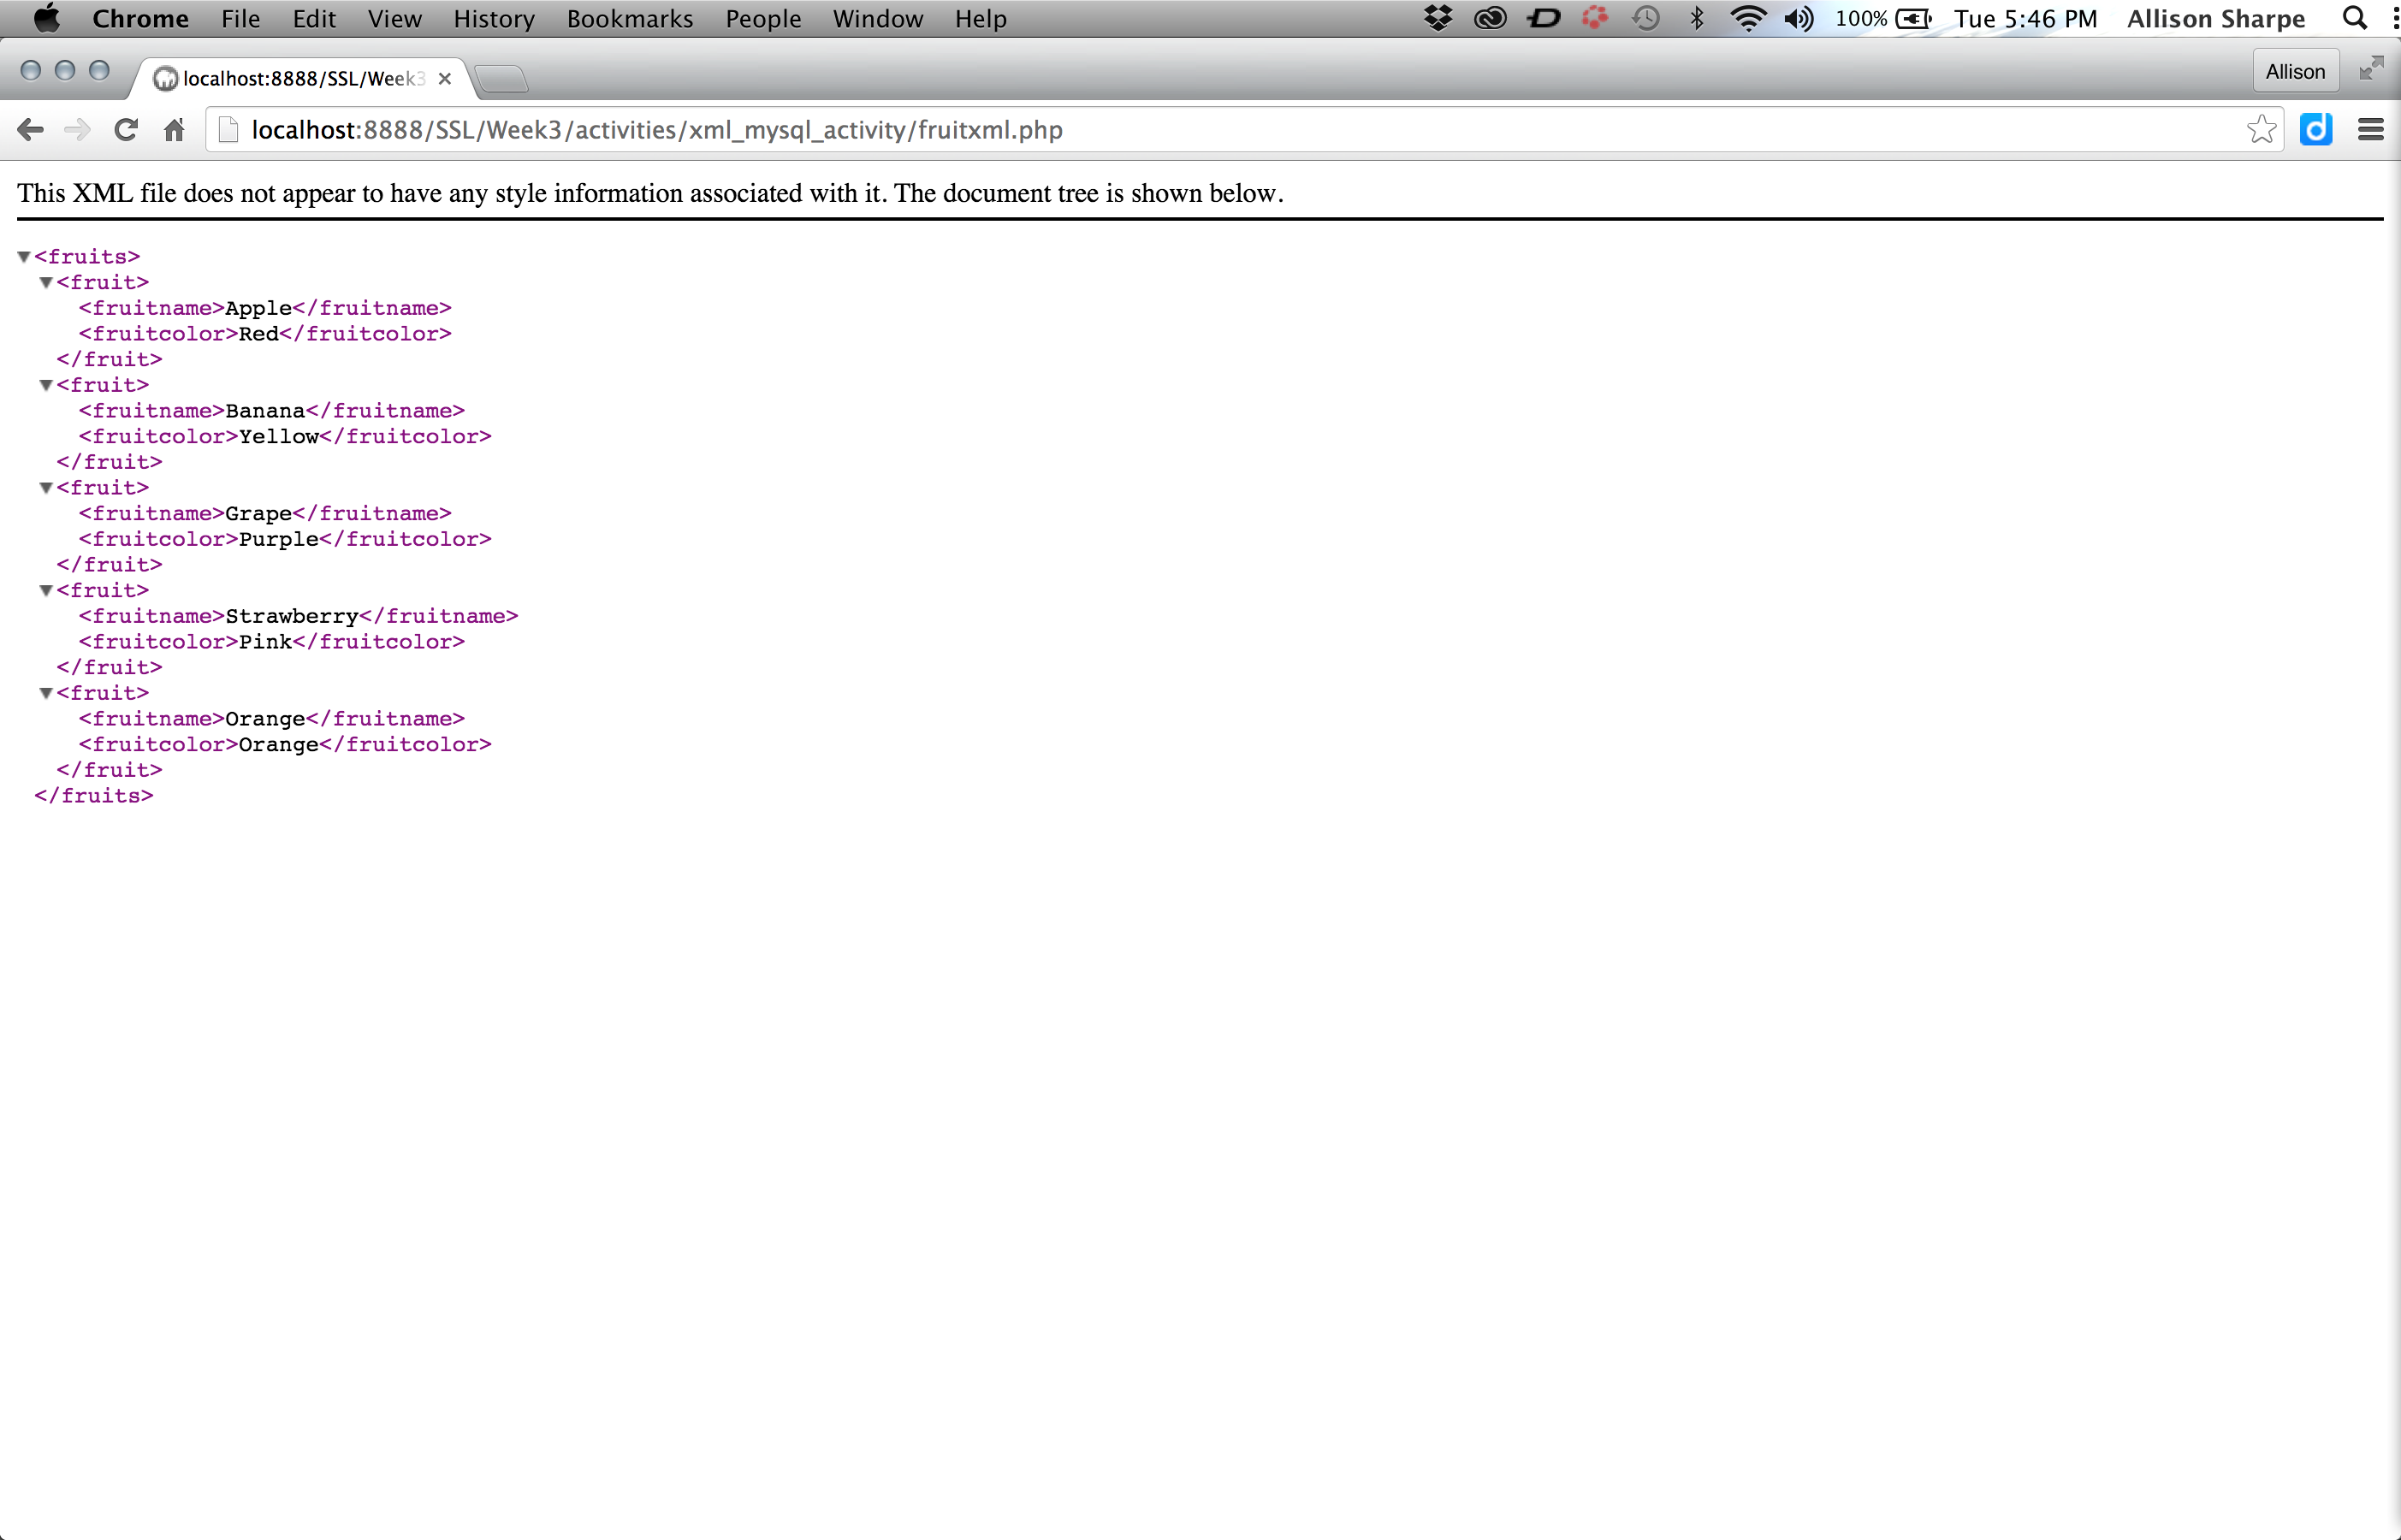 Chrome File Edit View History Bookmarks People Window Help 100% Tue 5:46 PM Allison Sharpe
localhost:8888/SSL/Week3 Allison
localhost:8888/SSL/Week3/activities/xml_mysql_activity/fruitxml.php
This XML file does not appear to have any style information associated with it. The document tree is shown below.
<fruits>
<fruit>
<fruitname>Apple</fruitname>
<fruitcolor>Red</fruitcolor>
</fruit>
<fruit>
<fruitname>Banana</fruitname>
<fruitcolor>Yellow</fruitcolor>
</fruit>
<fruit>
<fruitname>Grape</fruitname>
<fruitcolor>Purple</fruitcolor>
</fruit>
<fruit>
<fruitname>Strawberry</fruitname>
<fruitcolor>Pink</fruitcolor>
</fruit>
<fruit>
<fruitname>Orange</fruitname>
<fruitcolor>Orange</fruitcolor>
</fruit>
</fruits>